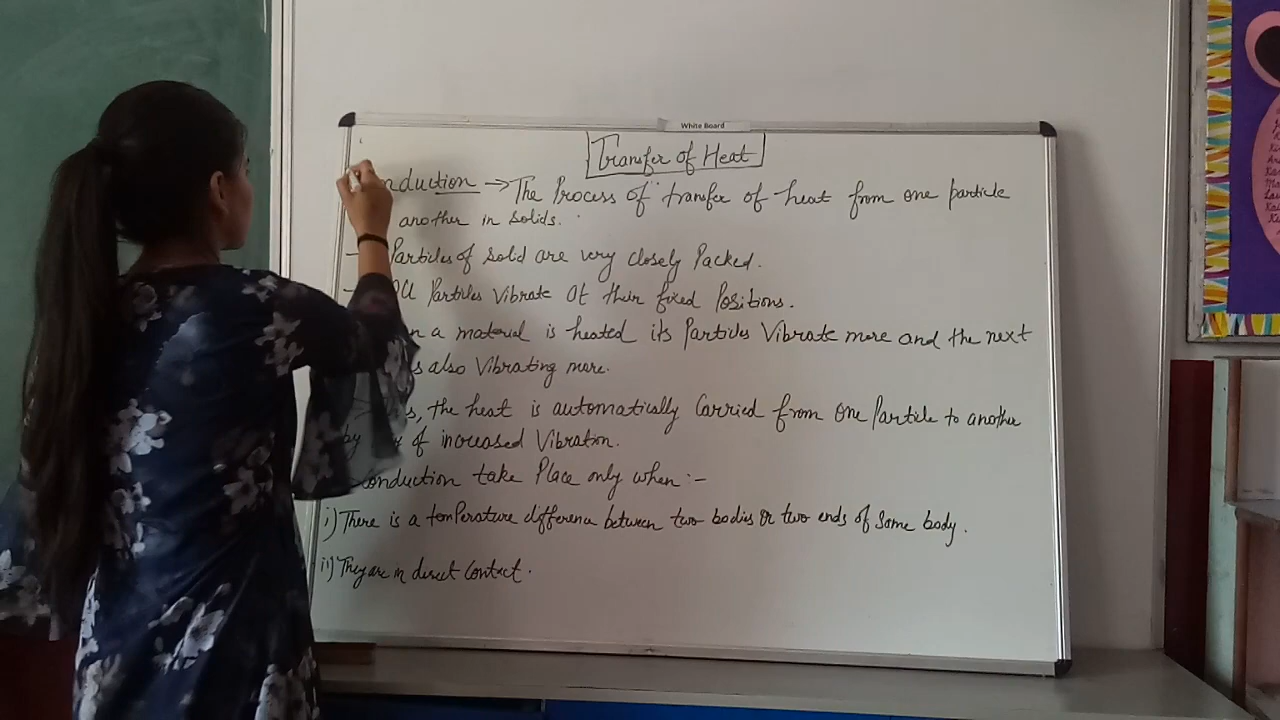 White Board
Transfer of Heat
nduction → The Process of transfer of heat from one particle
another in solids.
- Particles of Solid are very closely Packed.
- Particles Vibrate at their fixed Positions.
a material is heated its Particles Vibrate more and the next
also Vibrating more.
the heat is automatically Carried from One Particle to another
by of increased Vibration.
Conduction take Place only when :-
i) There is a temperature difference between two bodies or two ends of same body.
ii) They are in direct Contact.